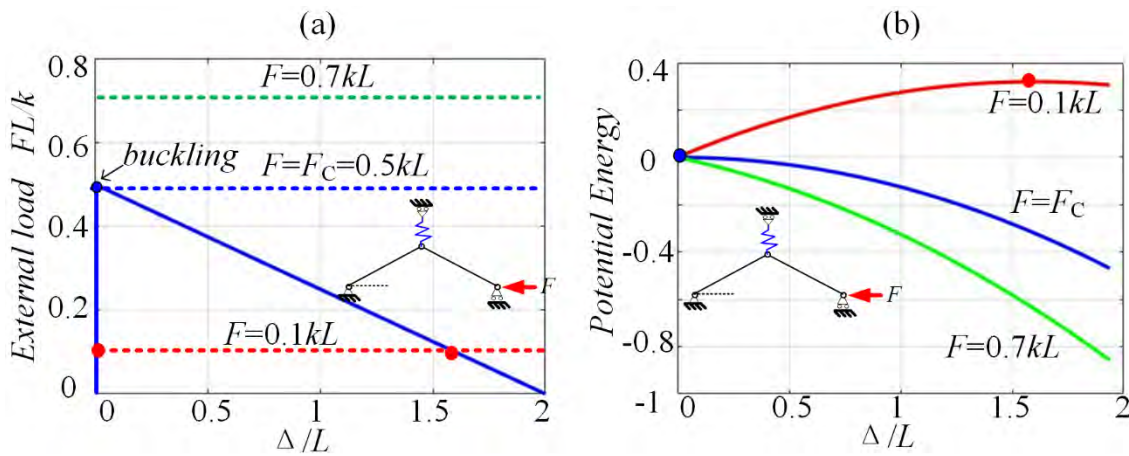 (a)
0.8
0.6
0.4
0.2
0
External load FL/k
F=0.7kL
buckling
F=F_C=0.5kL
F
F=0.1kL
0 0.5 1 1.5 2
Δ/L
(b)
0.4
0
-0.4
-0.8
-1
Potential Energy
F=0.1kL
F=F_C
F
F=0.7kL
0 0.5 1 1.5 2
Δ/L